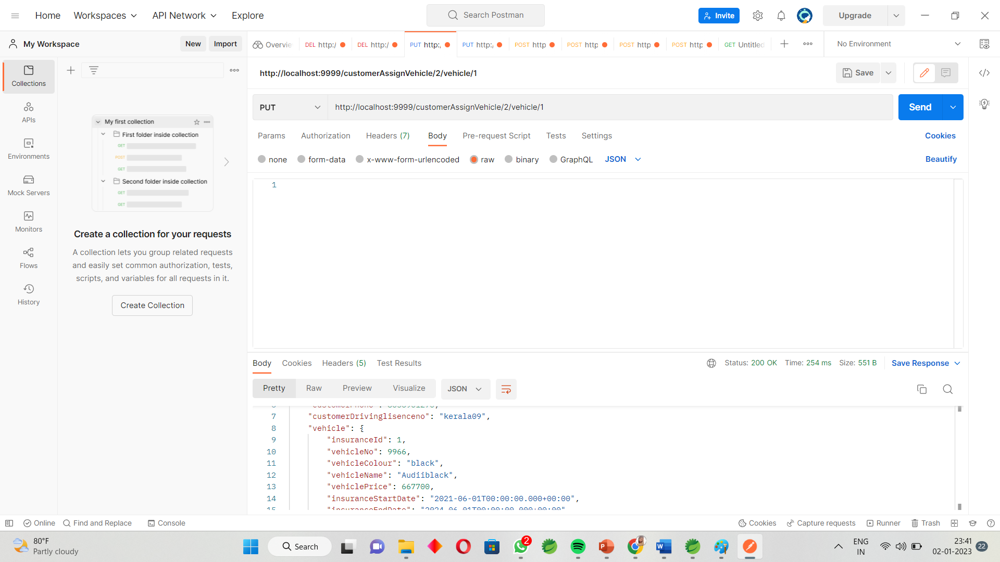 Home
Workspaces
API Network
Explore
Search Postman
Invite
Upgrade
My Workspace
New
Import
DEL http:/
DEL http:/
PUT http:,
PUT http:/
POST http
POST http
POST http
POST http
GET Untitled
No Environment
Collections
APIs
Environments
Mock Servers
Monitors
Flows
History
My first collection
First folder inside collection
GET
POST
GET
Second folder inside collection
GET
GET
Create a collection for your requests
A collection lets you group related requests
and easily set common authorization, tests,
scripts, and variables for all requests in it.
Create Collection
http://localhost:9999/customerAssignVehicle/2/vehicle/1
Save
PUT
http://localhost:9999/customerAssignVehicle/2/vehicle/1
Send
Params
Authorization
Headers (7)
Body
Pre-request Script
Tests
Settings
Cookies
none
form-data
x-www-form-urlencoded
raw
binary
GraphQL
JSON
Beautify
1
Body
Cookies
Headers (5)
Test Results
Status: 200 OK
Time: 254 ms
Size: 551 B
Save Response
Pretty
Raw
Preview
Visualize
JSON
7 "customerDrivinglisenceno": "kerala09",
8 "vehicle": {
9 "insuranceId": 1,
10 "vehicleNo": 9966,
11 "vehicleColour": "black",
12 "vehicleName": "Audiiblack",
13 "vehiclePrice": 667700,
14 "insuranceStartDate": "2021-06-01T00:00:00.000+00:00",
15 "insuranceEndDate": "2024-06-01T00:00:00.000+00:00"
Online
Find and Replace
Console
Cookies
Capture requests
Runner
Trash
80°F
Partly cloudy
Search
2
ENG
IN
23:41
02-01-2023
22